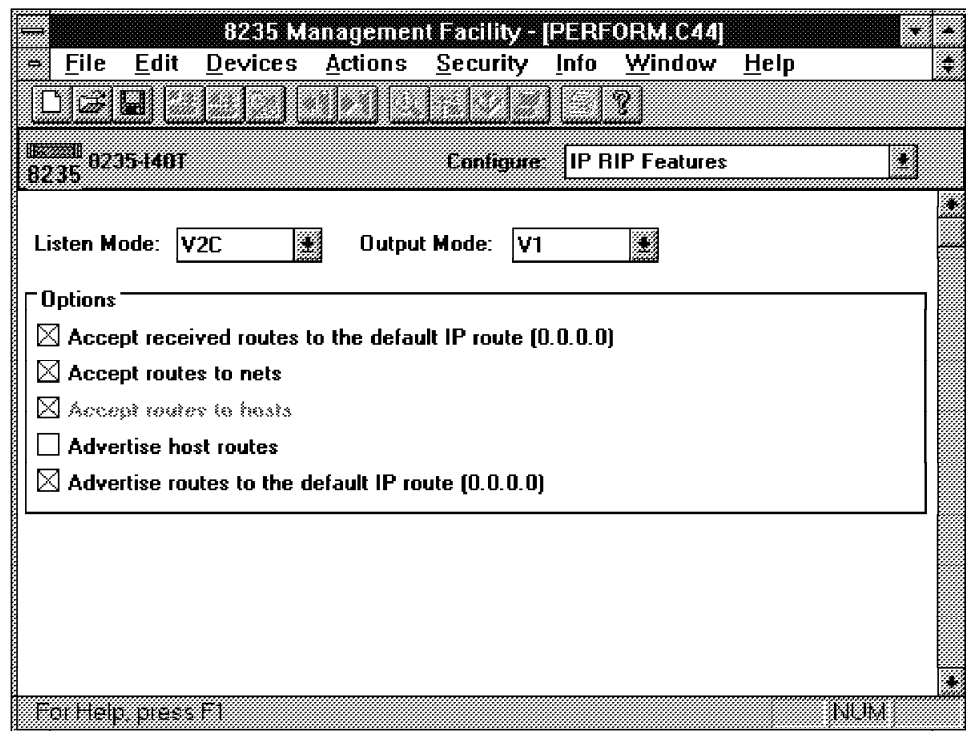 8235 Management Facility - [PERFORM.C44]
File Edit Devices Actions Security Info Window Help
8235 8235-I40T Configure: IP RIP Features
Listen Mode: V2C Output Mode: V1
Options
Accept received routes to the default IP route (0.0.0.0)
Accept routes to nets
Accept routes to hosts
Advertise host routes
Advertise routes to the default IP route (0.0.0.0)
For Help, press F1 NUM